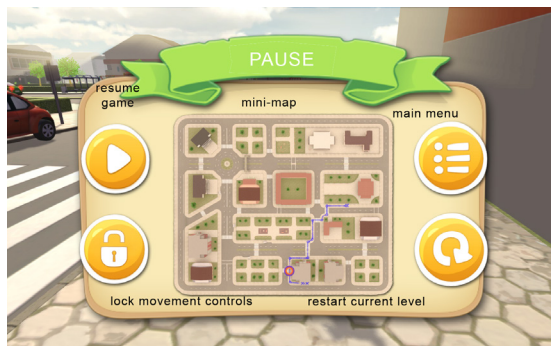 PAUSE
resume
game
mini-map
main menu
lock movement controls
restart current level